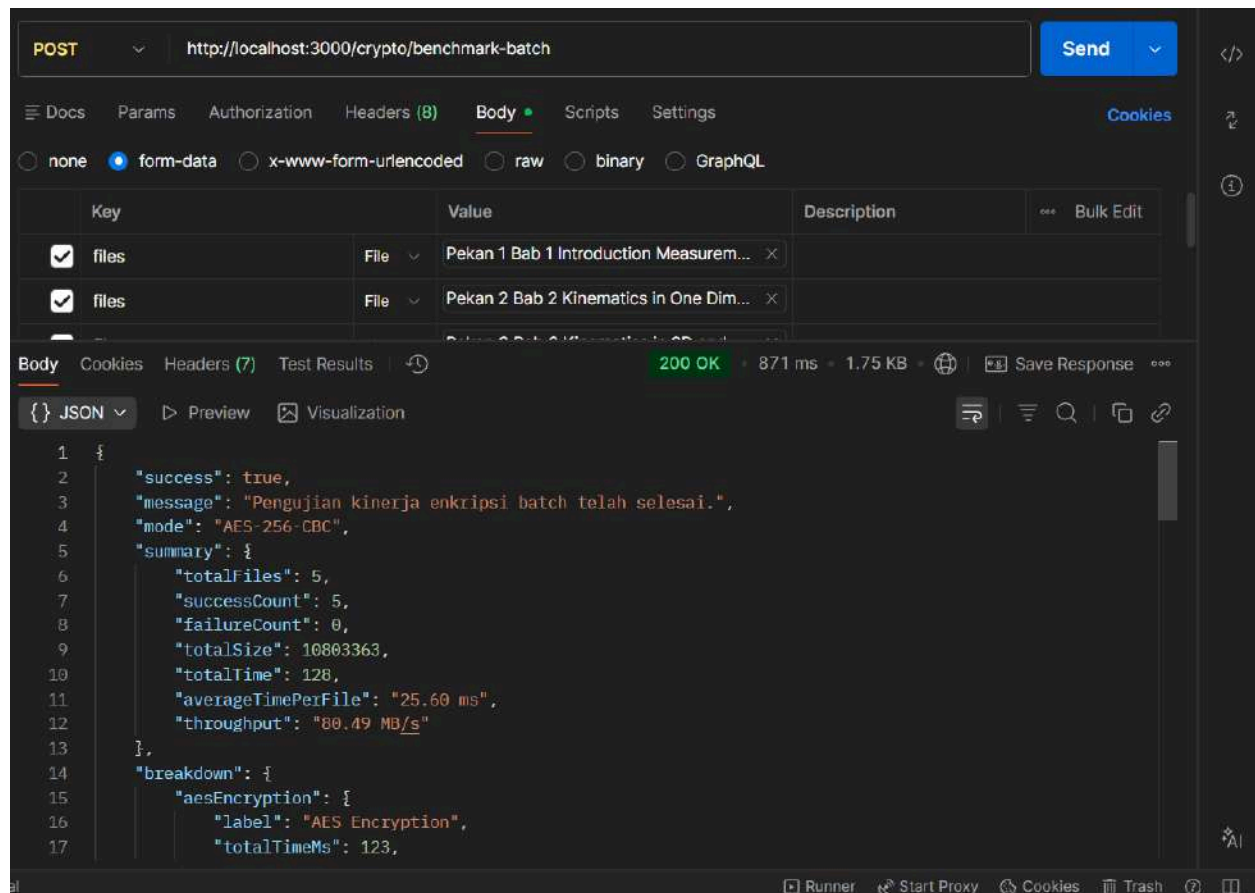 POST http://localhost:3000/crypto/benchmark-batch Send
Docs Params Authorization Headers (8) Body Scripts Settings Cookies
none form-data x-www-form-urlencoded raw binary GraphQL
Key Value Description Bulk Edit
files File Pekan 1 Bab 1 Introduction Measurem...
files File Pekan 2 Bab 2 Kinematics in One Dim...
Body Cookies Headers (7) Test Results 200 OK 871 ms 1.75 KB Save Response
{} JSON Preview Visualization
1 {
2 "success": true,
3 "message": "Pengujian kinerja enkripsi batch telah selesai.",
4 "mode": "AES-256-CBC",
5 "summary": {
6 "totalFiles": 5,
7 "successCount": 5,
8 "failureCount": 0,
9 "totalSize": 10803363,
10 "totalTime": 128,
11 "averageTimePerFile": "25.60 ms",
12 "throughput": "80.49 MB/s"
13 },
14 "breakdown": {
15 "aesEncryption": {
16 "label": "AES Encryption",
17 "totalTimeMs": 123,
AI
Runner Start Proxy Cookies Trash